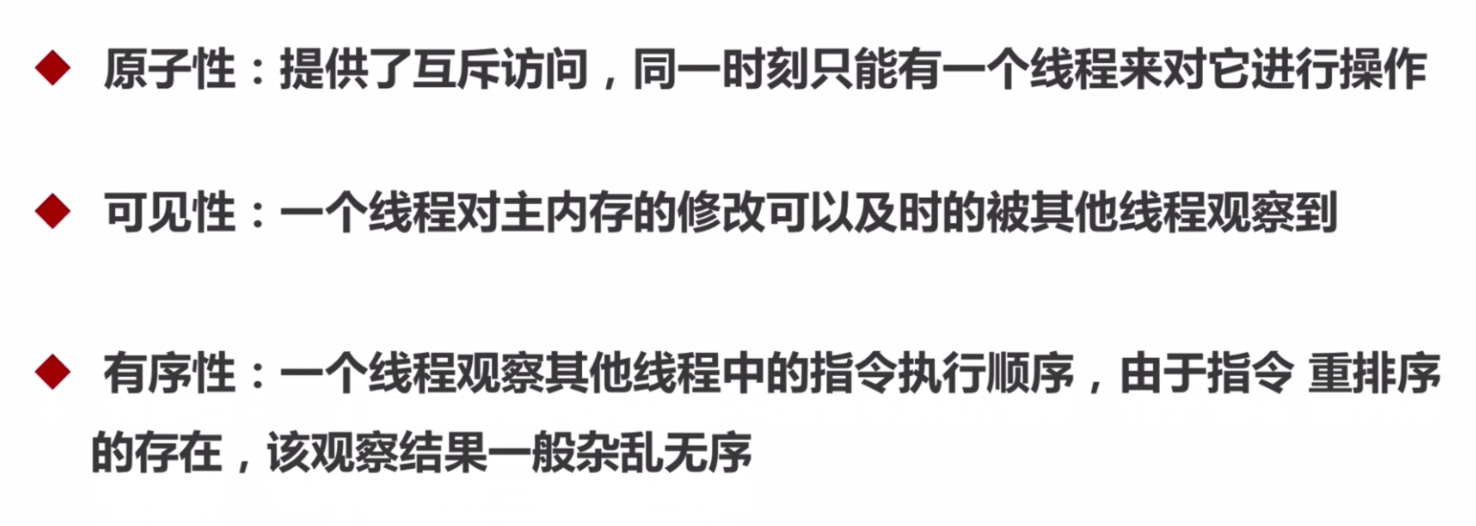 原子性：提供了互斥访问，同一时刻只能有一个线程来对它进行操作
可见性：一个线程对主内存的修改可以及时的被其他线程观察到
有序性：一个线程观察其他线程中的指令执行顺序，由于指令 重排序
的存在，该观察结果一般杂乱无序